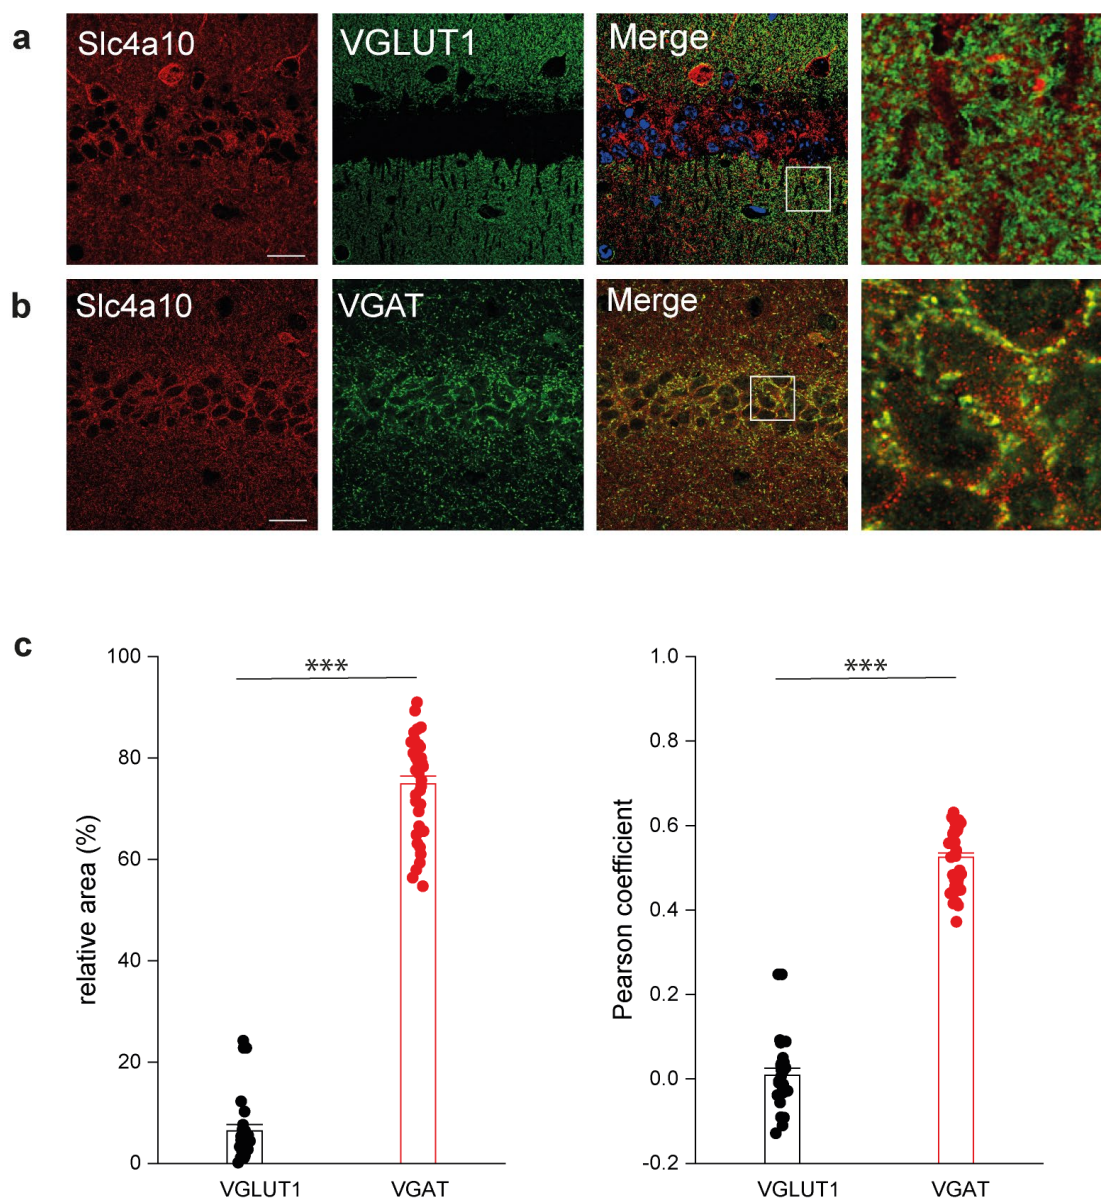 a
Slc4a10
VGLUT1
Merge
b
Slc4a10
VGAT
Merge
c
100
80
60
40
20
0
relative area (%)
***
VGLUT1
VGAT
1.0
0.8
0.6
0.4
0.2
0.0
-0.2
Pearson coefficient
***
VGLUT1
VGAT